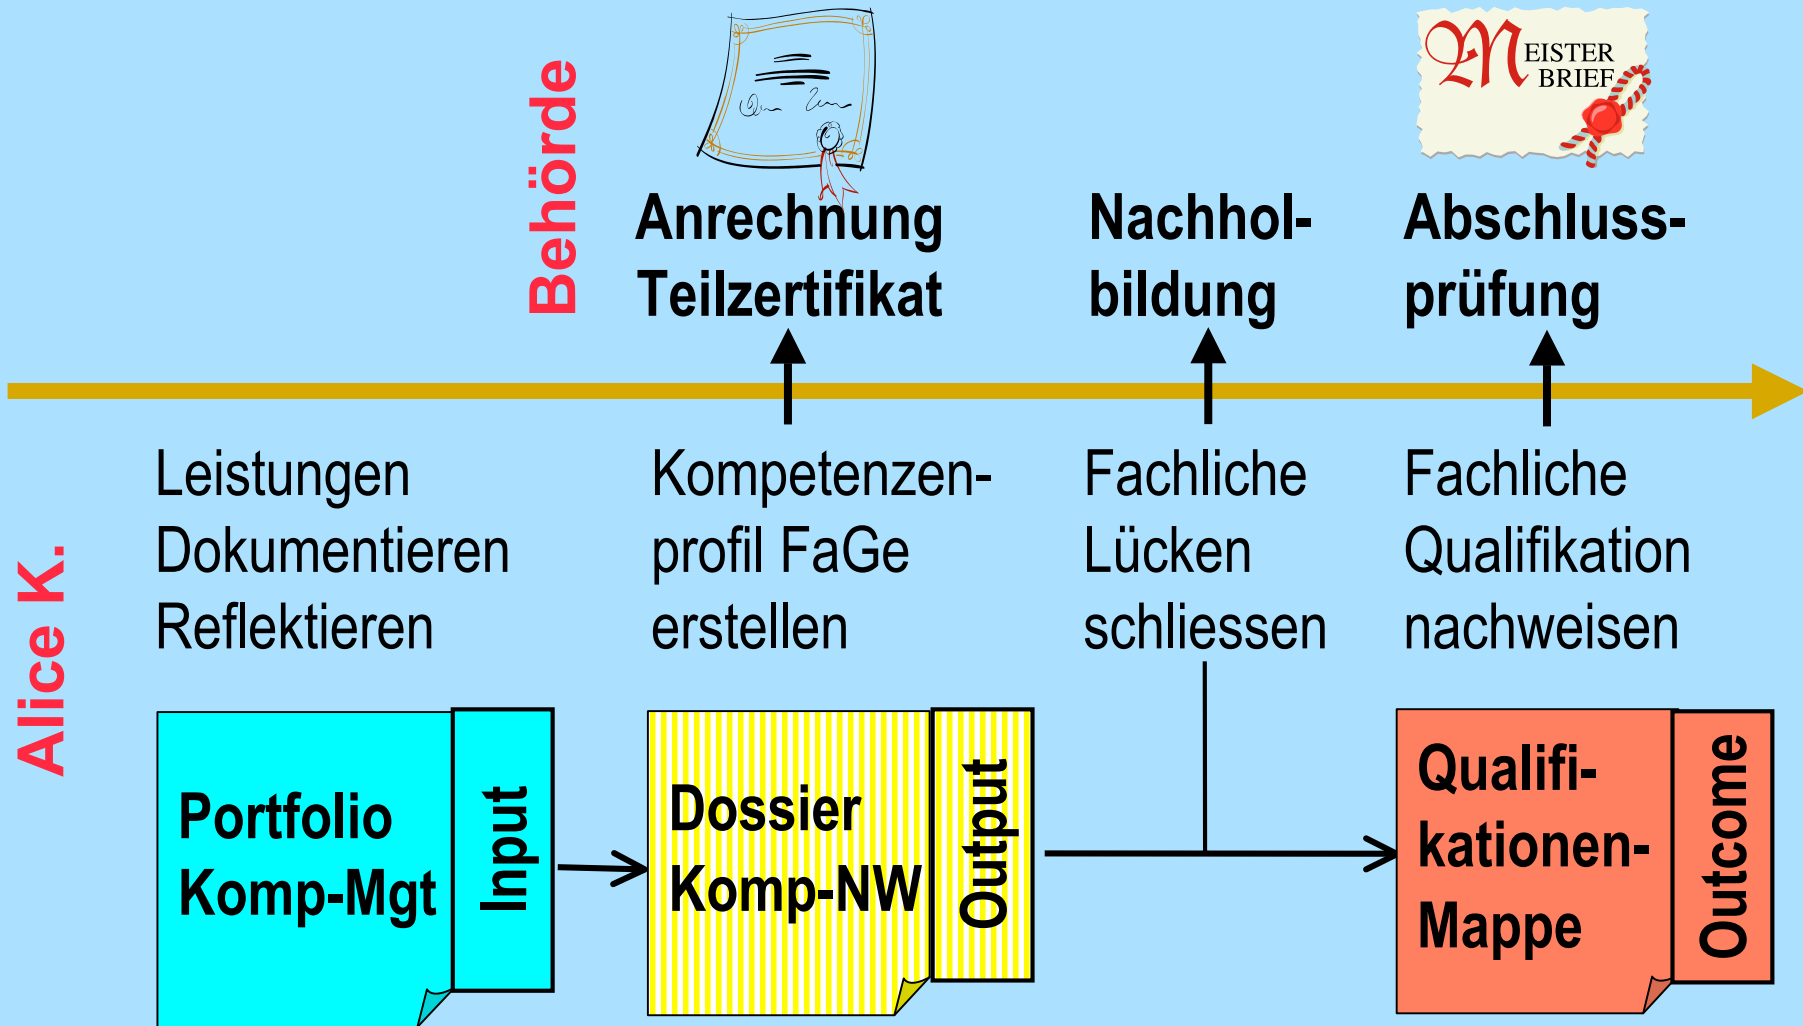 MEISTER
BRIEF
Behörde
Anrechnung
Teilzertifikat
Nachhol-
bildung
Abschluss-
prüfung
Alice K.
Leistungen
Dokumentieren
Reflektieren
Kompetenzen-
profil FaGe
erstellen
Fachliche
Lücken
schliessen
Fachliche
Qualifikation
nachweisen
Portfolio
Komp-Mgt
Input
Dossier
Komp-NW
Output
Qualifi-
kationen-
Mappe
Outcome